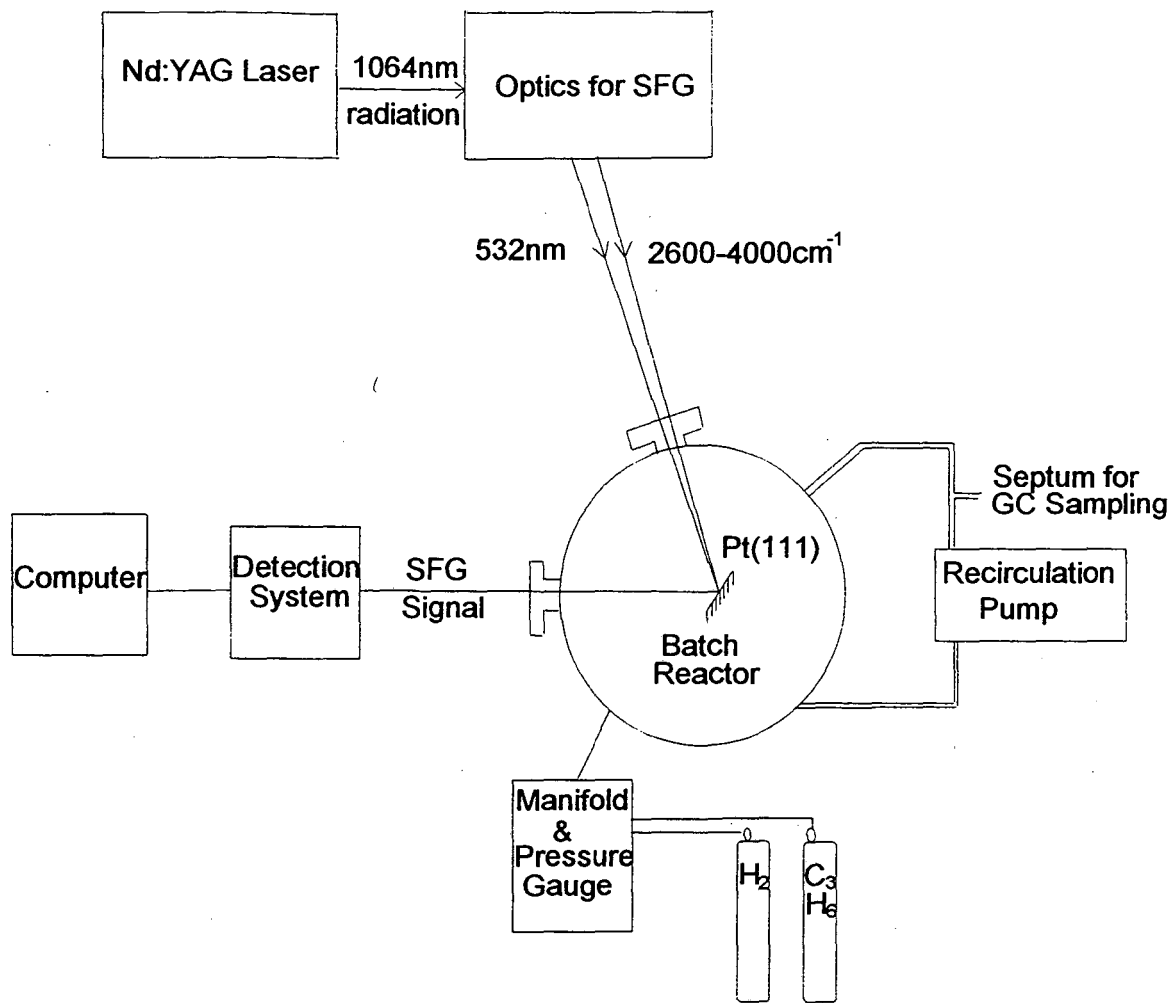 Nd:YAG Laser
1064nm
radiation
Optics for SFG
532nm
2600-4000cm⁻¹
Septum for
GC Sampling
Pt(111)
Computer
Detection
System
SFG
Signal
Recirculation
Pump
Batch
Reactor
Manifold
&
Pressure
Gauge
H₂
C₃
H₆